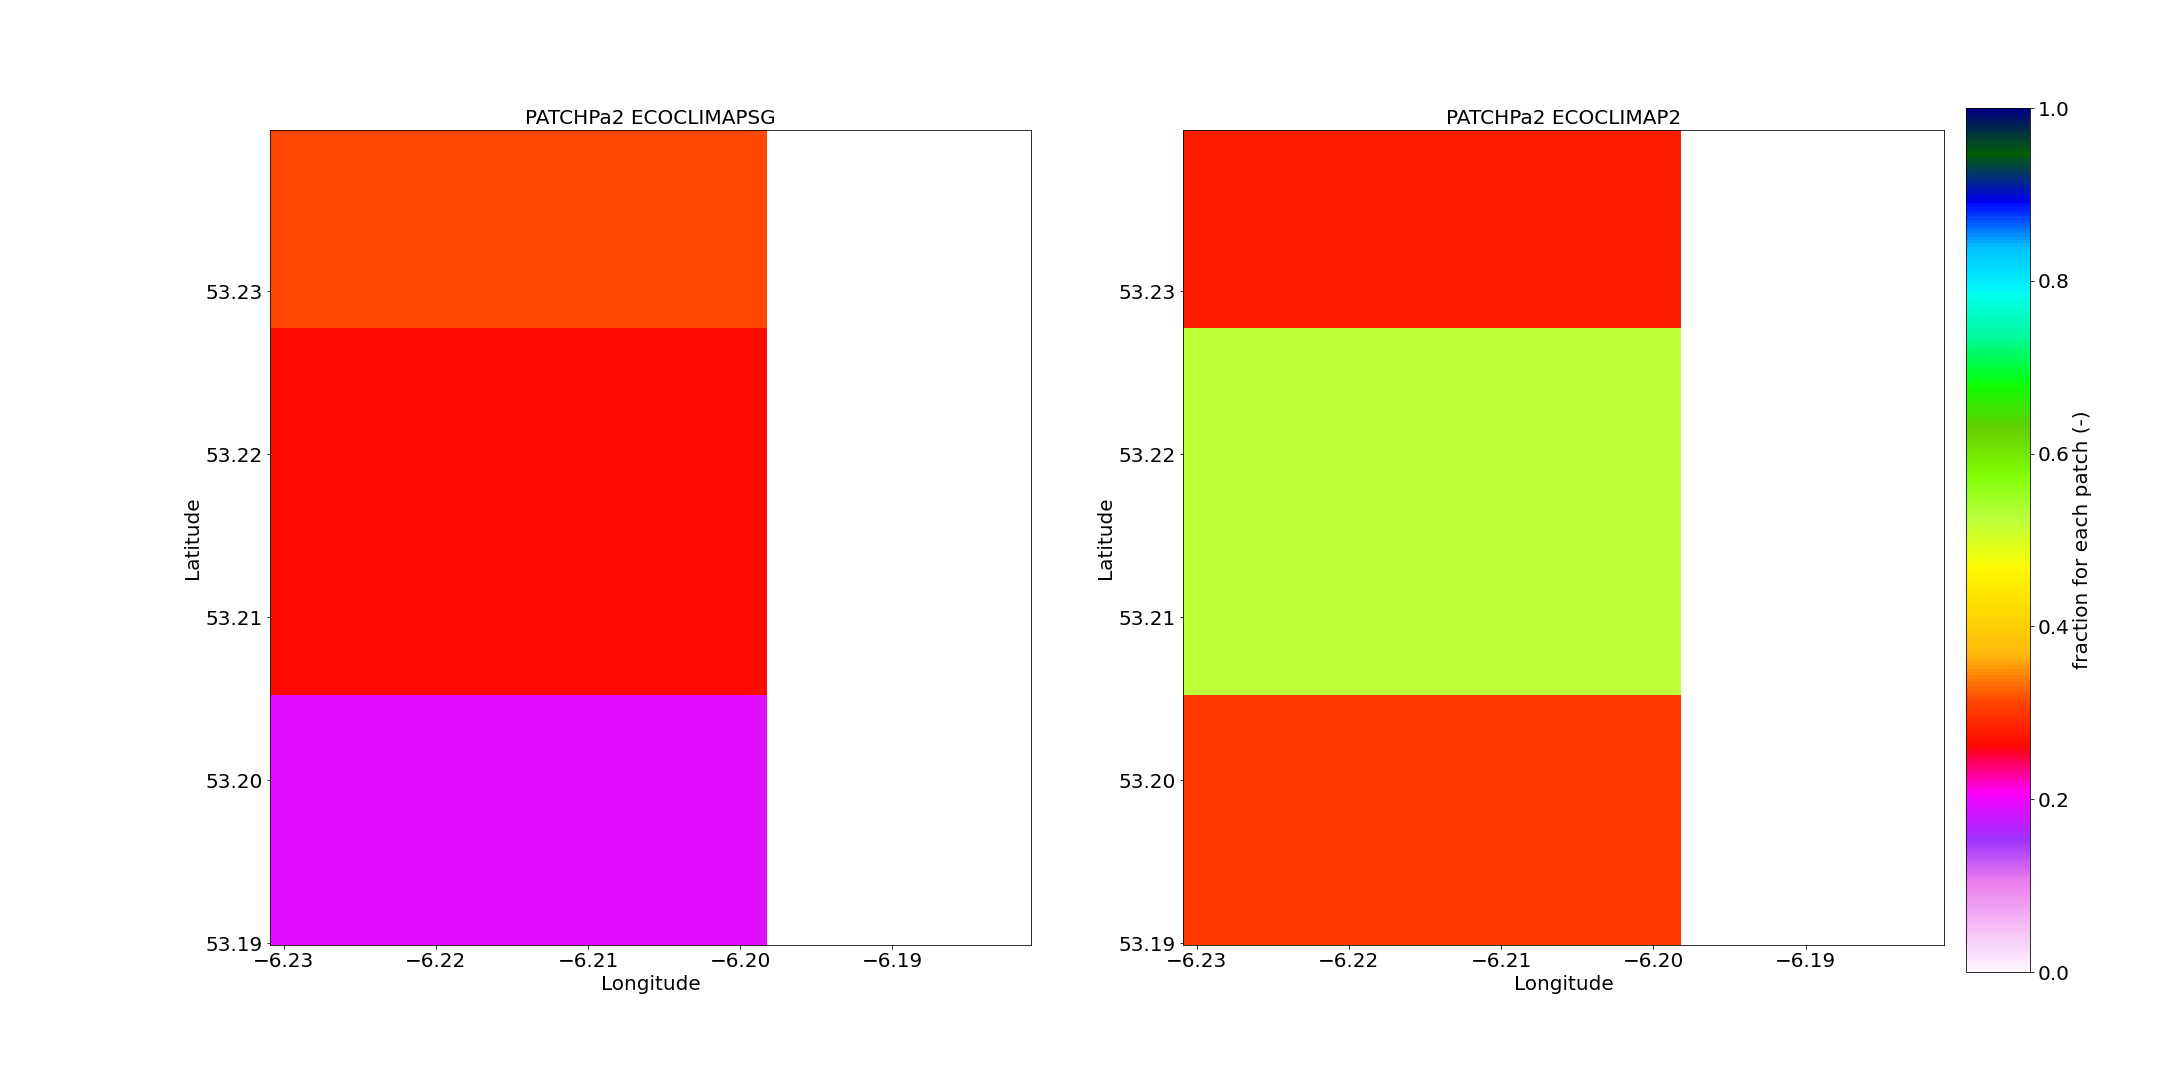 PATCHPa2 ECOCLIMAPSG
53.23
53.22
53.21
53.20
53.19
Latitude
−6.23 −6.22 −6.21 −6.20 −6.19
Longitude
PATCHPa2 ECOCLIMAP2
53.23
53.22
53.21
53.20
53.19
Latitude
−6.23 −6.22 −6.21 −6.20 −6.19
Longitude
1.0
0.8
0.6
0.4
0.2
0.0
fraction for each patch (-)